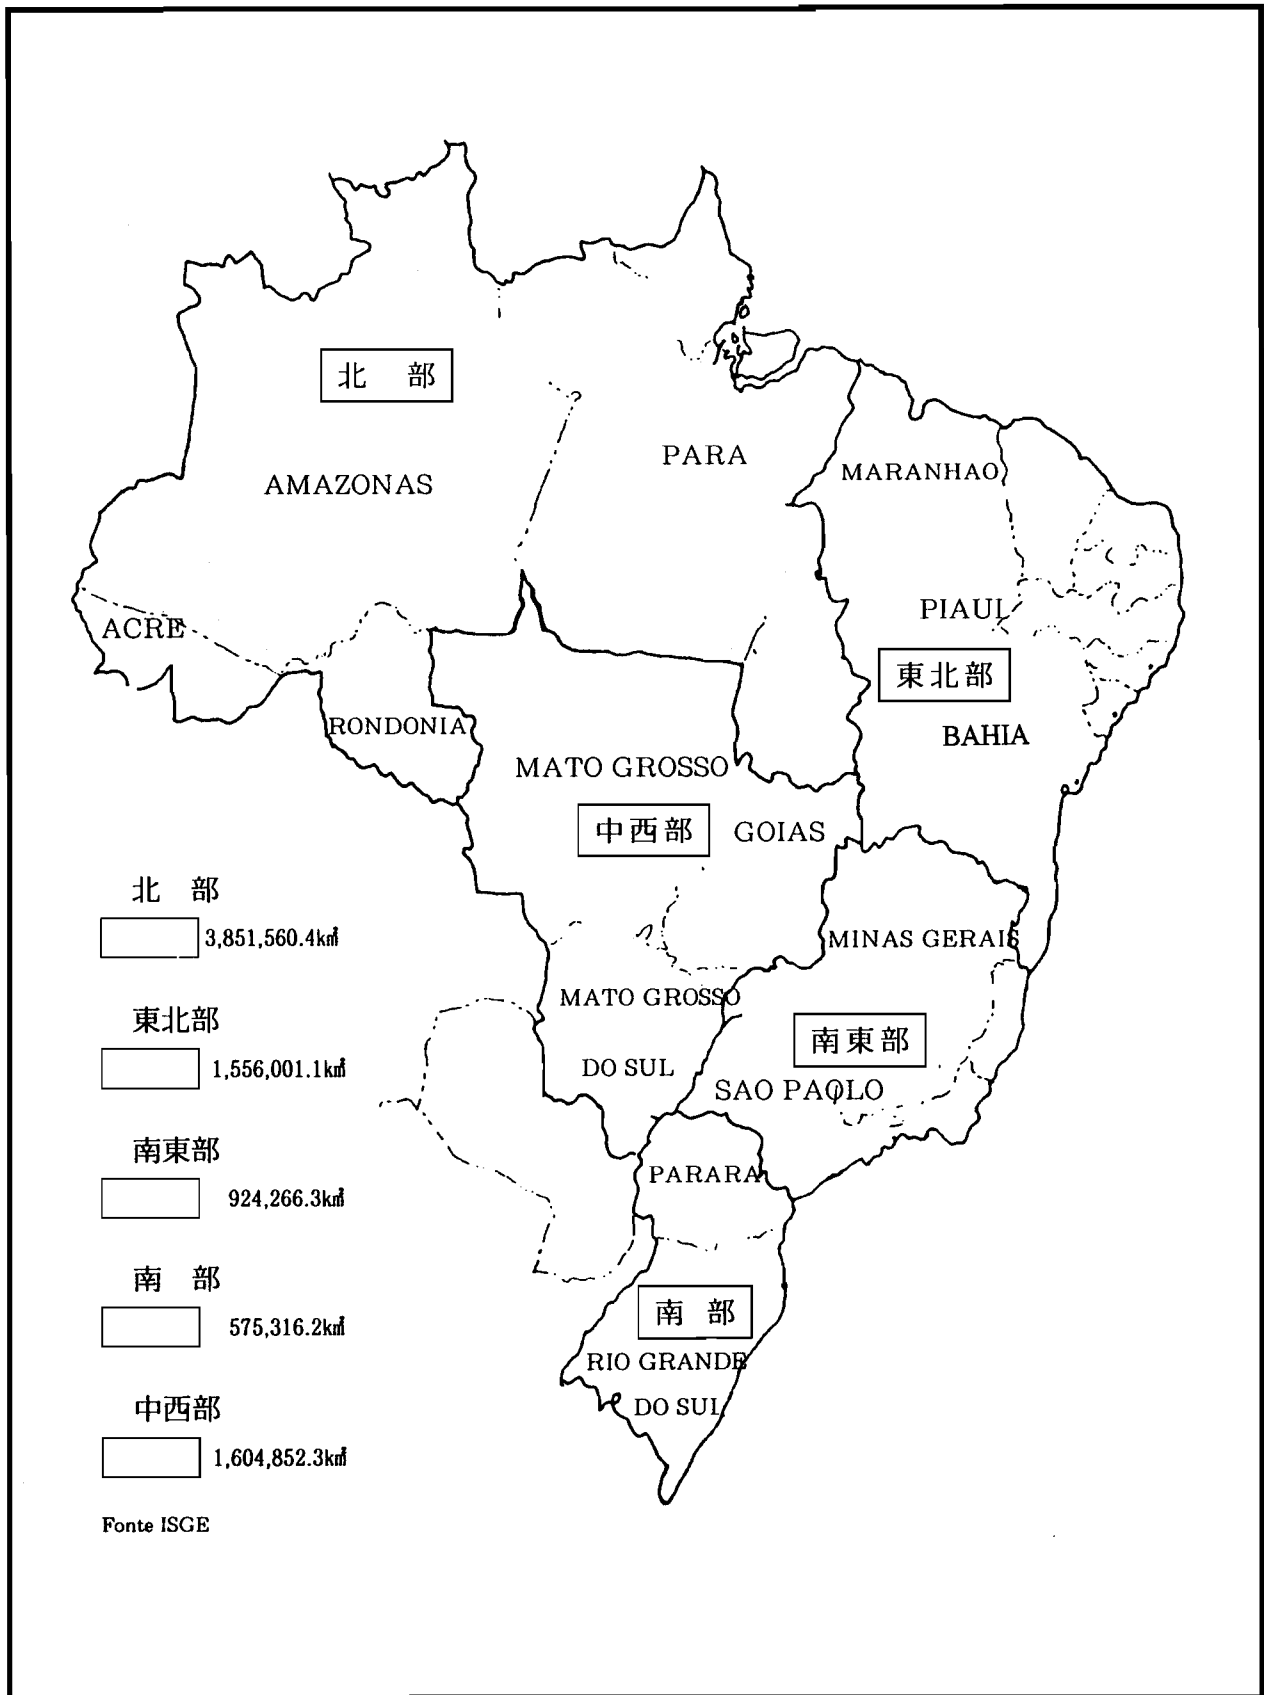 北 部
AMAZONAS
PARA
MARANHAO
PIAUI
ACRE
東北部
RONDONIA
BAHIA
MATO GROSSO
中西部
GOIAS
MINAS GERAIS
MATO GROSSO
DO SUL
南東部
SAO PAOLO
PARARA
南 部
RIO GRANDE
DO SUL
北 部
3,851,560.4㎢
東北部
1,556,001.1㎢
南東部
924,266.3㎢
南 部
575,316.2㎢
中西部
1,604,852.3㎢
Fonte ISGE